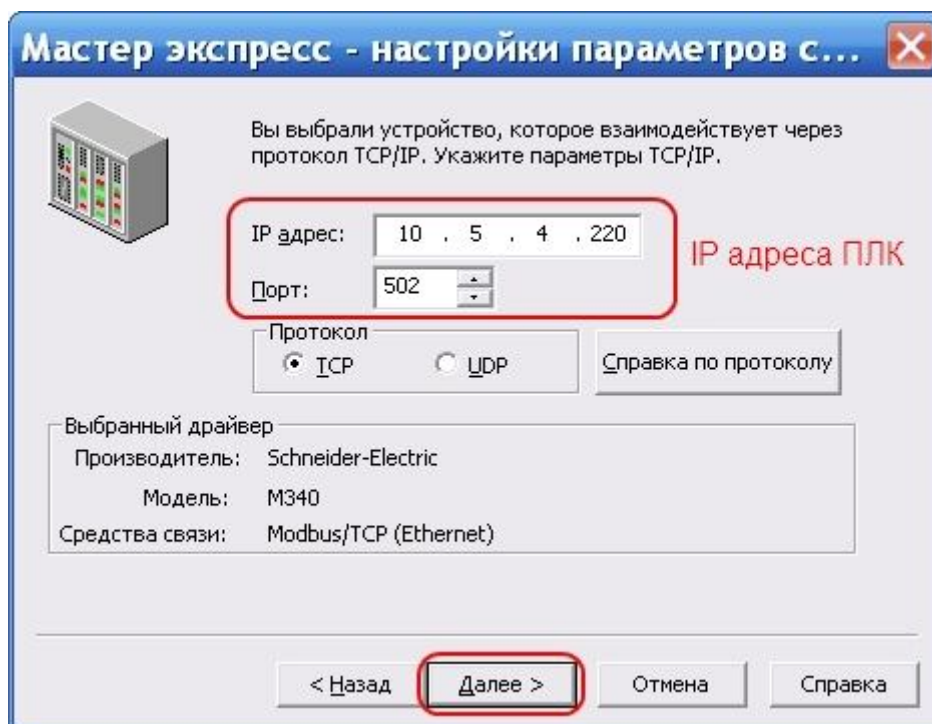 Мастер экспресс - настройки параметров с...
Вы выбрали устройство, которое взаимодействует через
протокол TCP/IP. Укажите параметры TCP/IP.
IP адрес: 10 . 5 . 4 . 220
IP адреса ПЛК
Порт: 502
Протокол
TCP UDP
Справка по протоколу
Выбранный драйвер
Производитель: Schneider-Electric
Модель: M340
Средства связи: Modbus/TCP (Ethernet)
< Назад Далее > Отмена Справка